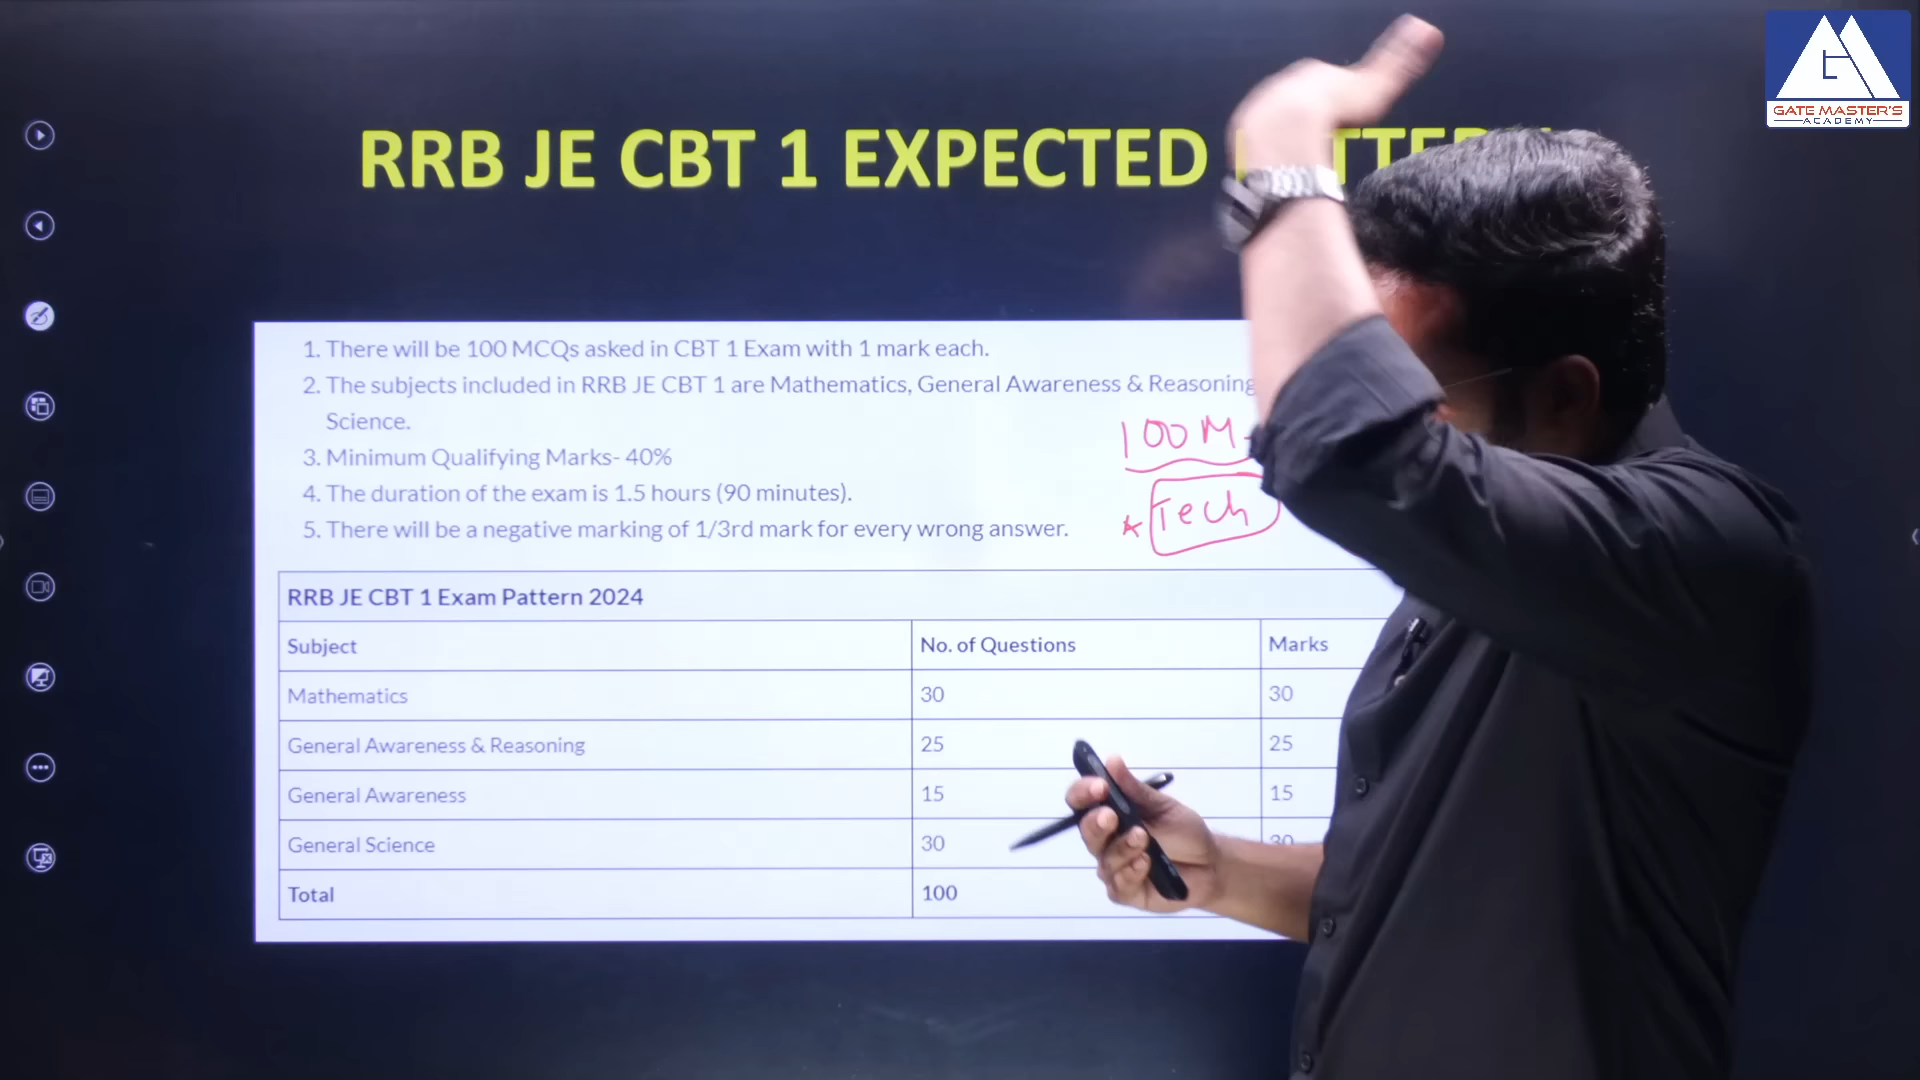 GATE MASTER'S
ACADEMY
RRB JE CBT 1 EXPECTED
1. There will be 100 MCQs asked in CBT 1 Exam with 1 mark each.
2. The subjects included in RRB JE CBT 1 are Mathematics, General Awareness & Reasoning
Science.
3. Minimum Qualifying Marks- 40%
4. The duration of the exam is 1.5 hours (90 minutes).
5. There will be a negative marking of 1/3rd mark for every wrong answer.
100 M
Tech
RRB JE CBT 1 Exam Pattern 2024
Subject No. of Questions Marks
Mathematics 30 30
General Awareness & Reasoning 25 25
General Awareness 15 15
General Science 30 30
Total 100